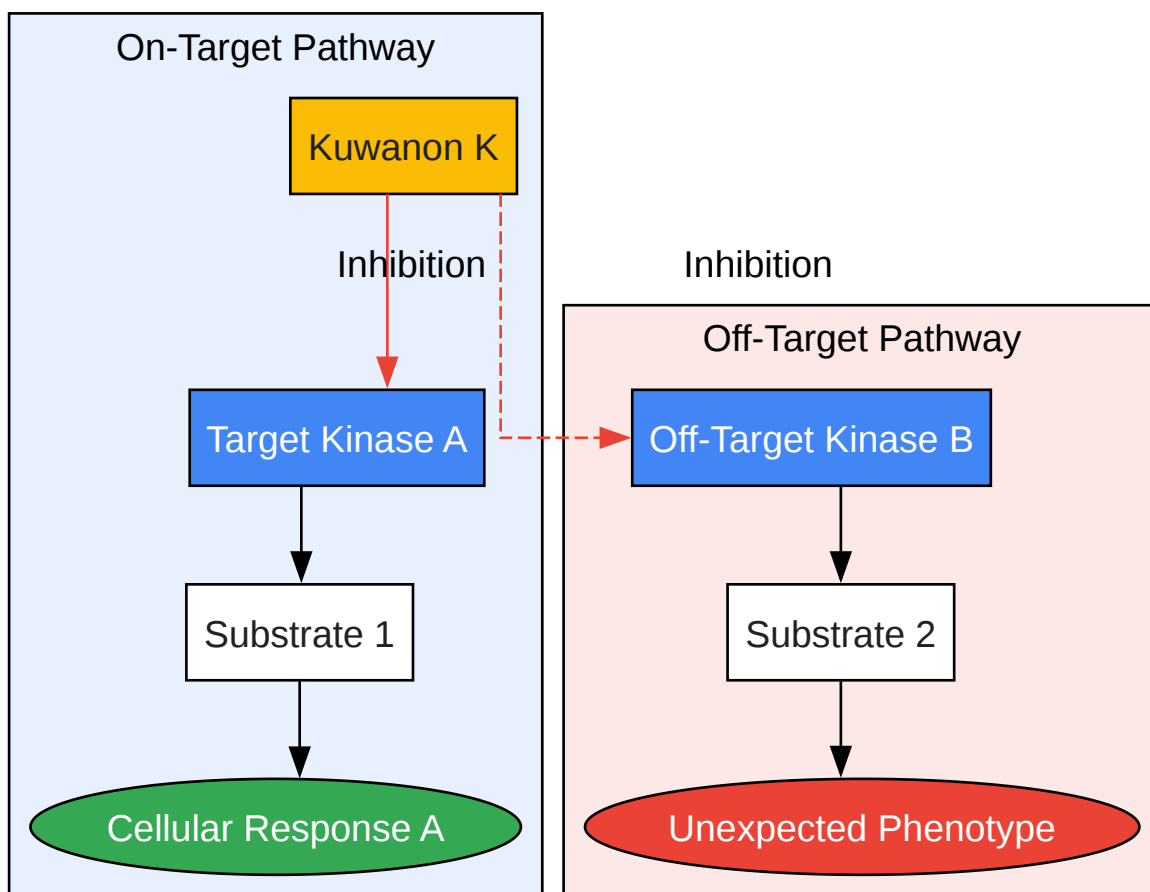 On-Target Pathway
Kuwanon K
Inhibition
Inhibition
Off-Target Pathway
Target Kinase A
Off-Target Kinase B
Substrate 1
Substrate 2
Cellular Response A
Unexpected Phenotype